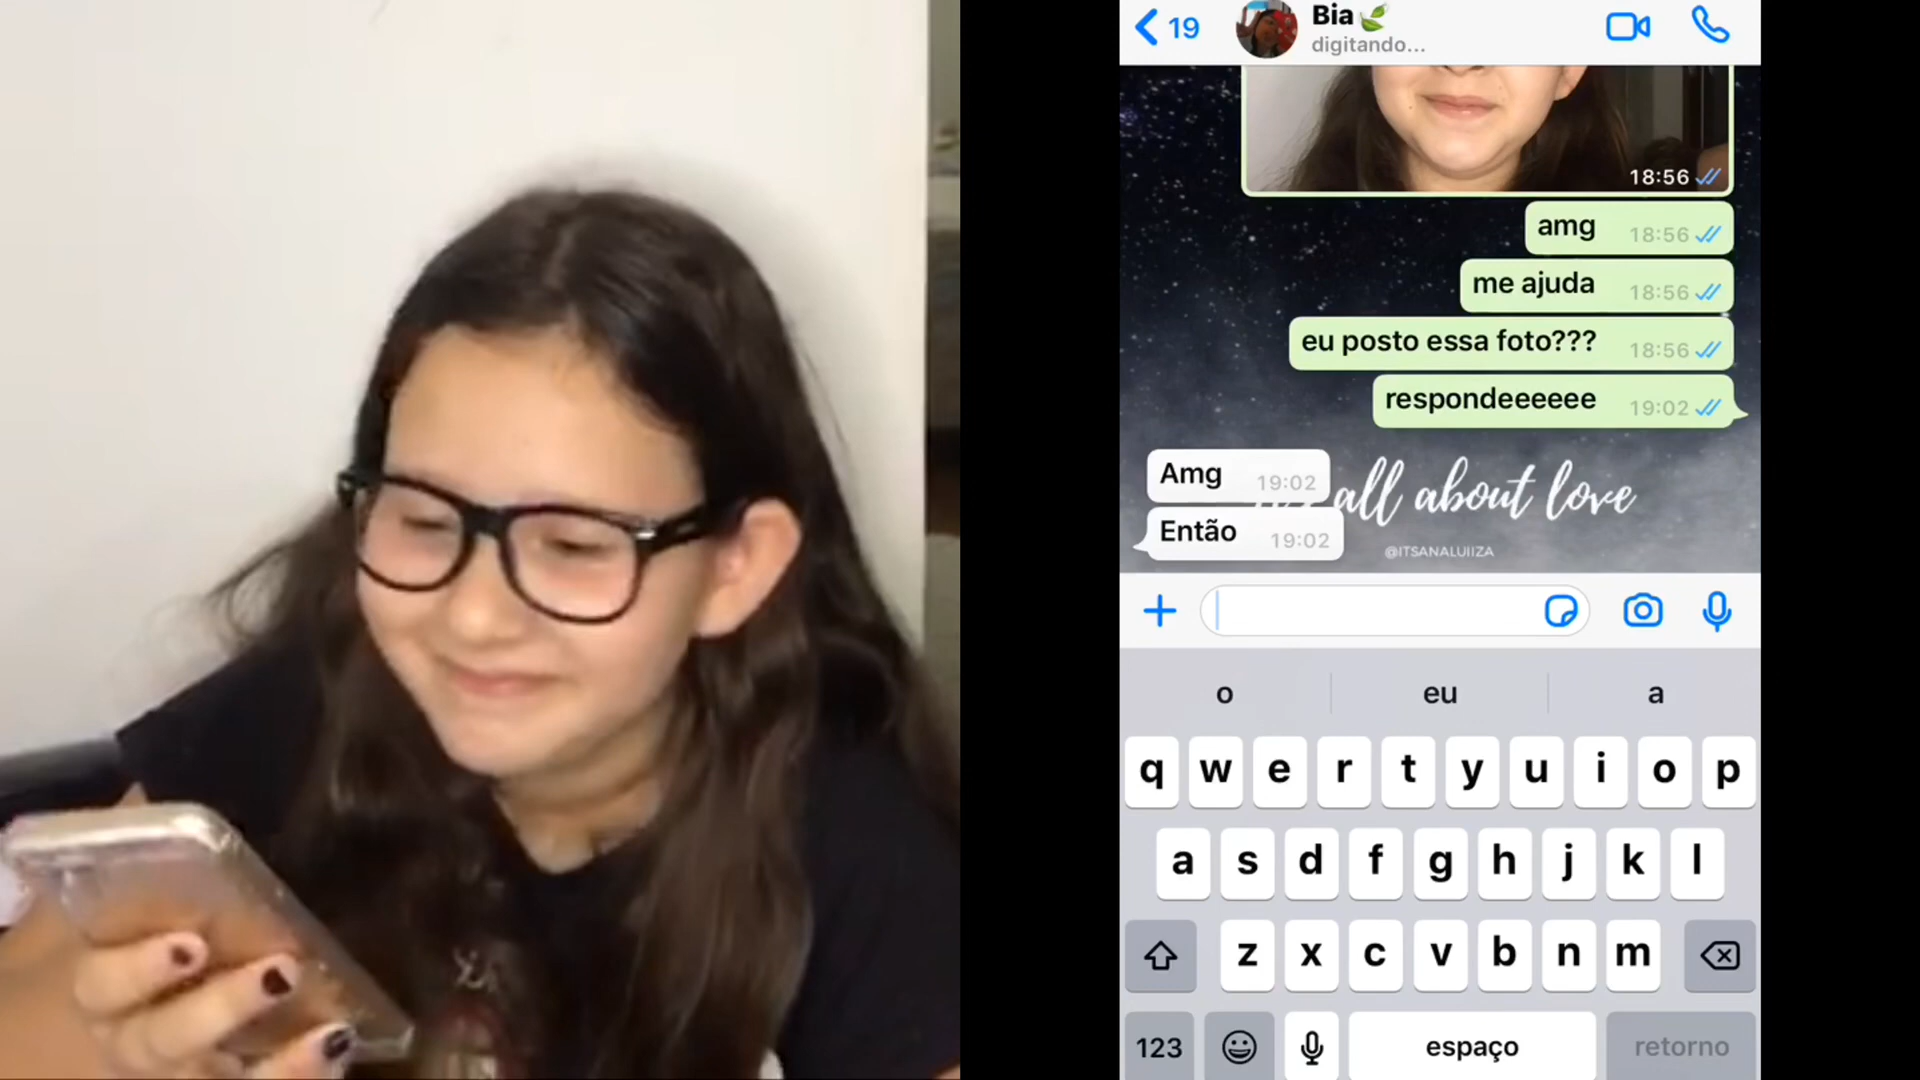 19
Bia
digitando...
18:56
amg 18:56
me ajuda 18:56
eu posto essa foto??? 18:56
respondeeeeee 19:02
Amg 19:02
all about love
Então 19:02
@ITSANALUIIZA
o eu a
q w e r t y u i o p
a s d f g h j k l
z x c v b n m
123 espaço retorno